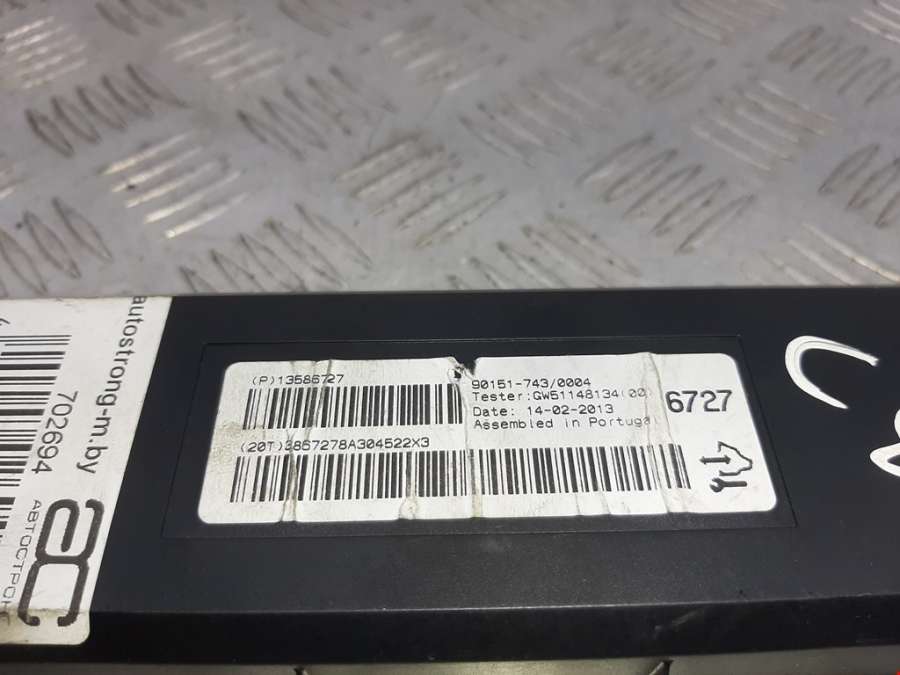 autostrong-m.by
702694
(P)13586727
(20T)3867278A304522X3
90151-743/0004
Tester:GW51148134(00)
Date: 14-02-2013
Assembled in Portugal
6727